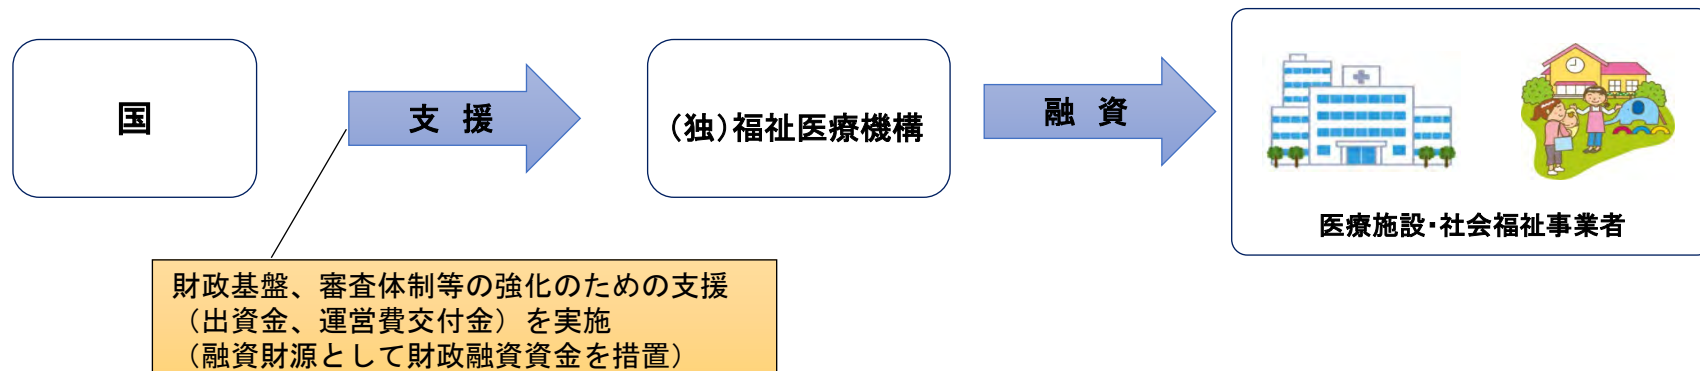 国
支 援
（独）福祉医療機構
融 資
医療施設・社会福祉事業者
財政基盤、審査体制等の強化のための支援
（出資金、運営費交付金）を実施
（融資財源として財政融資資金を措置）